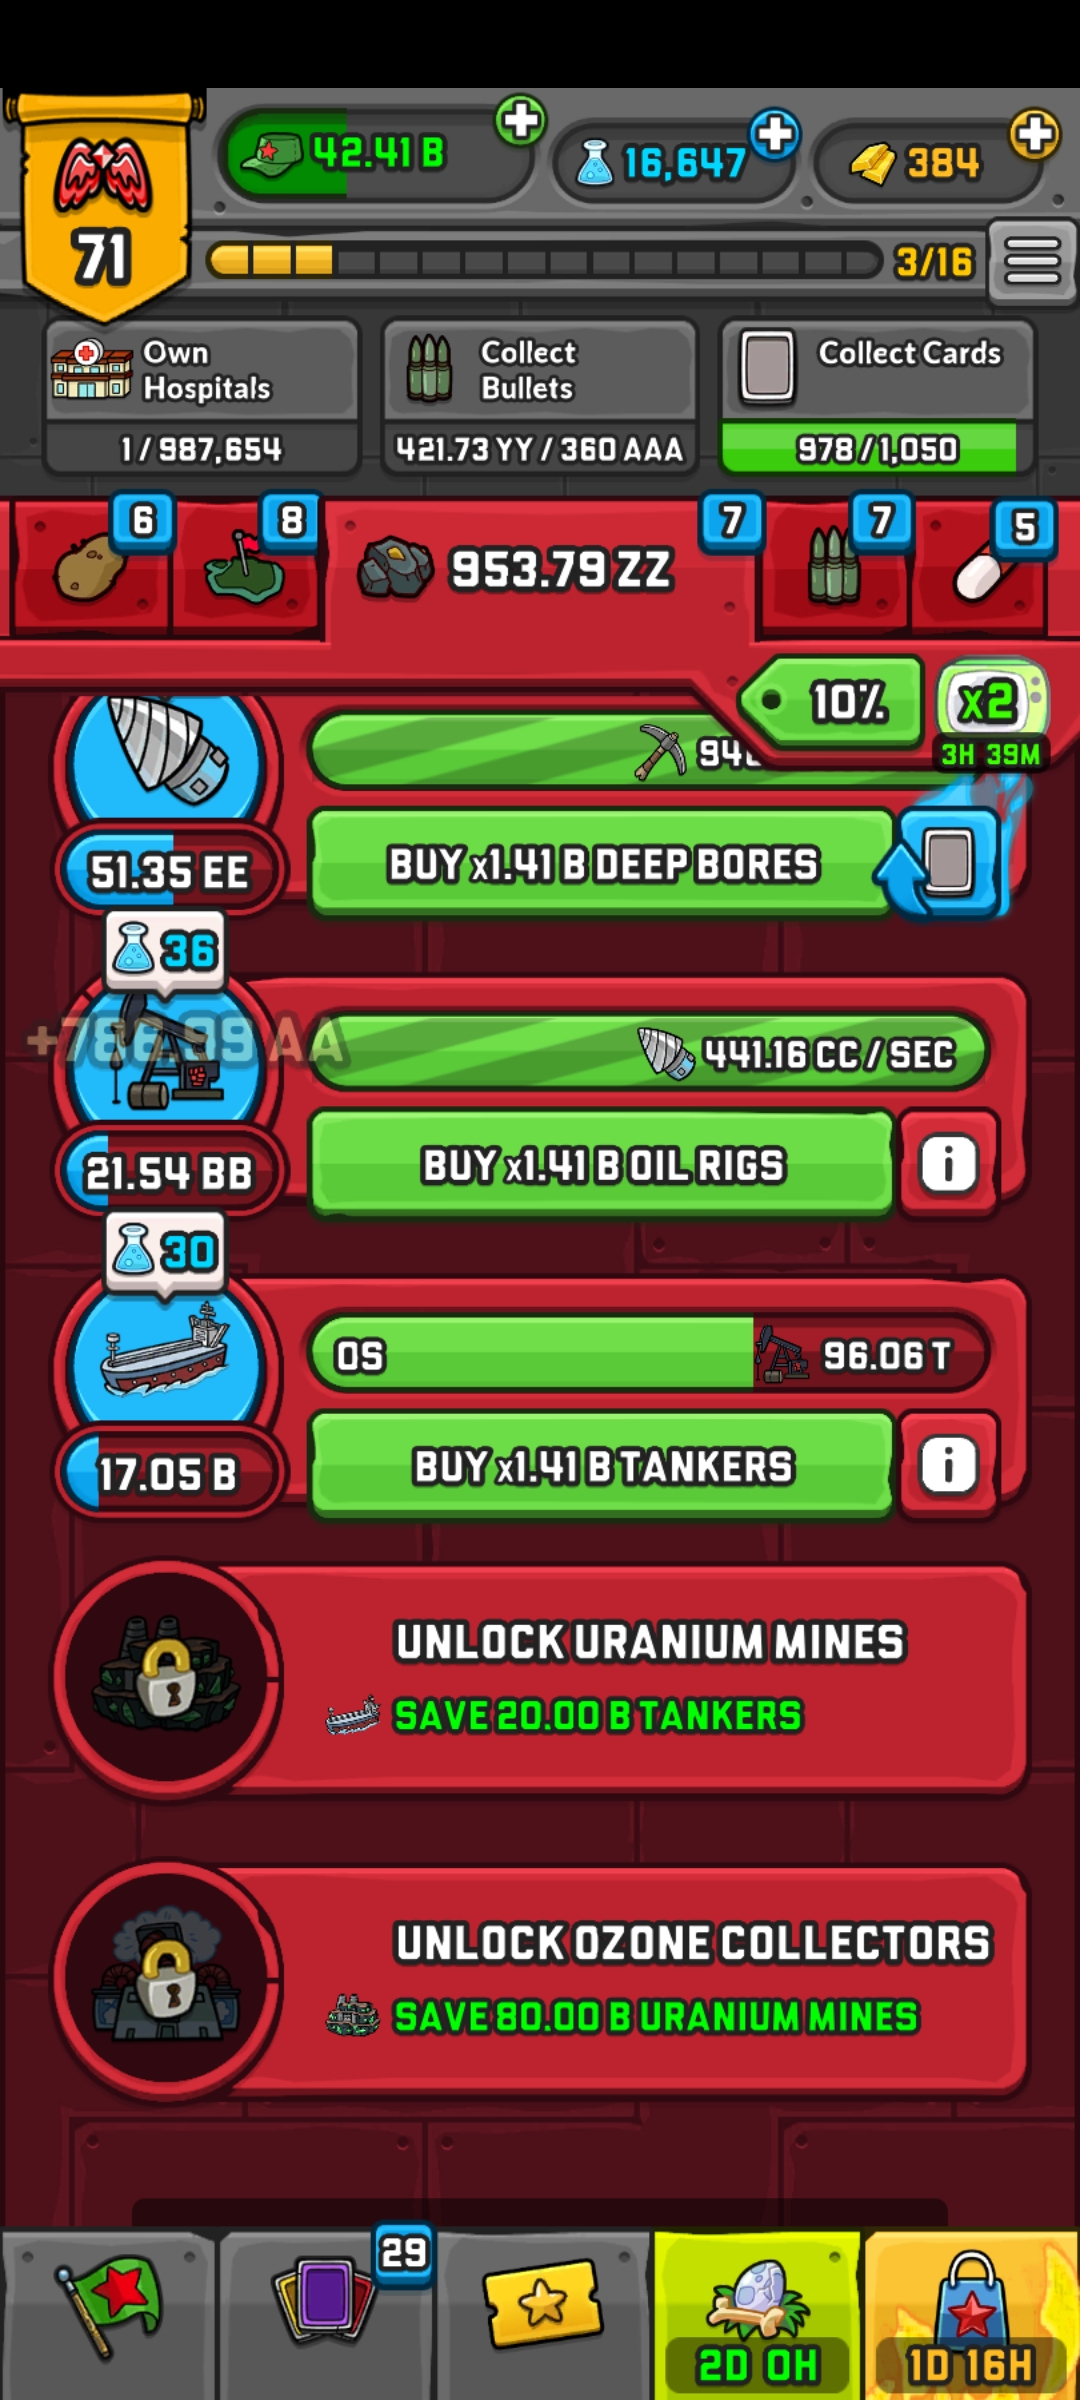 42.41 B
16,647
384
71
3/16
Own
Hospitals
1 / 987,654
Collect
Bullets
421.73 YY / 360 AAA
Collect Cards
978 / 1,050
6
8
953.79 ZZ
7
7
5
10%
x2
3H 39M
51.35 EE
BUY x1.41 B DEEP BORES
36
+788.99 AA
441.16 CC / SEC
21.54 BB
BUY x1.41 B OIL RIGS
i
30
0S
96.06 T
17.05 B
BUY x1.41 B TANKERS
i
UNLOCK URANIUM MINES
SAVE 20.00 B TANKERS
UNLOCK OZONE COLLECTORS
SAVE 80.00 B URANIUM MINES
29
2D 0H
1D 16H